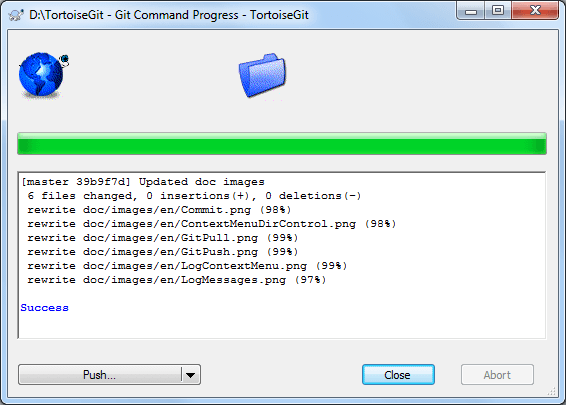 D:\TortoiseGit - Git Command Progress - TortoiseGit
[master 39b9f7d] Updated doc images
6 files changed, 0 insertions(+), 0 deletions(-)
rewrite doc/images/en/Commit.png (98%)
rewrite doc/images/en/ContextMenuDirControl.png (98%)
rewrite doc/images/en/GitPull.png (99%)
rewrite doc/images/en/GitPush.png (99%)
rewrite doc/images/en/LogContextMenu.png (99%)
rewrite doc/images/en/LogMessages.png (97%)
Success
Push... Close Abort